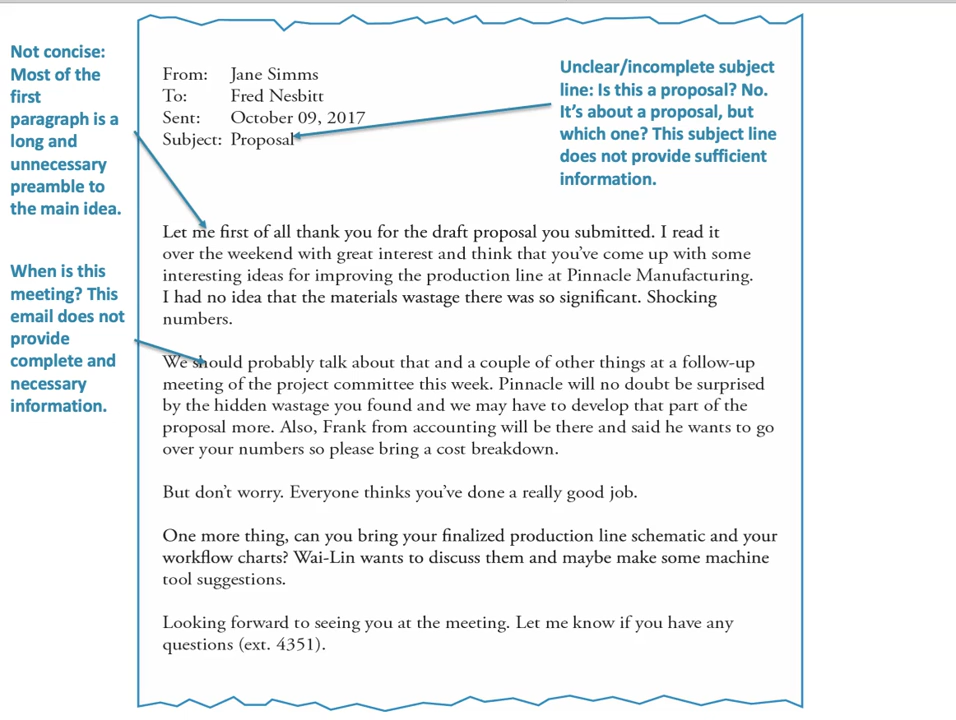 Not concise:
Most of the
first
paragraph is a
long and
unnecessary
preamble to
the main idea.
When is this
meeting? This
email does not
provide
complete and
necessary
information.
Unclear/incomplete subject
line: Is this a proposal? No.
It's about a proposal, but
which one? This subject line
does not provide sufficient
information.
From: Jane Simms
To: Fred Nesbitt
Sent: October 09, 2017
Subject: Proposal
Let me first of all thank you for the draft proposal you submitted. I read it
over the weekend with great interest and think that you've come up with some
interesting ideas for improving the production line at Pinnacle Manufacturing.
I had no idea that the materials wastage there was so significant. Shocking
numbers.
We should probably talk about that and a couple of other things at a follow-up
meeting of the project committee this week. Pinnacle will no doubt be surprised
by the hidden wastage you found and we may have to develop that part of the
proposal more. Also, Frank from accounting will be there and said he wants to go
over your numbers so please bring a cost breakdown.
But don't worry. Everyone thinks you've done a really good job.
One more thing, can you bring your finalized production line schematic and your
workflow charts? Wai-Lin wants to discuss them and maybe make some machine
tool suggestions.
Looking forward to seeing you at the meeting. Let me know if you have any
questions (ext. 4351).